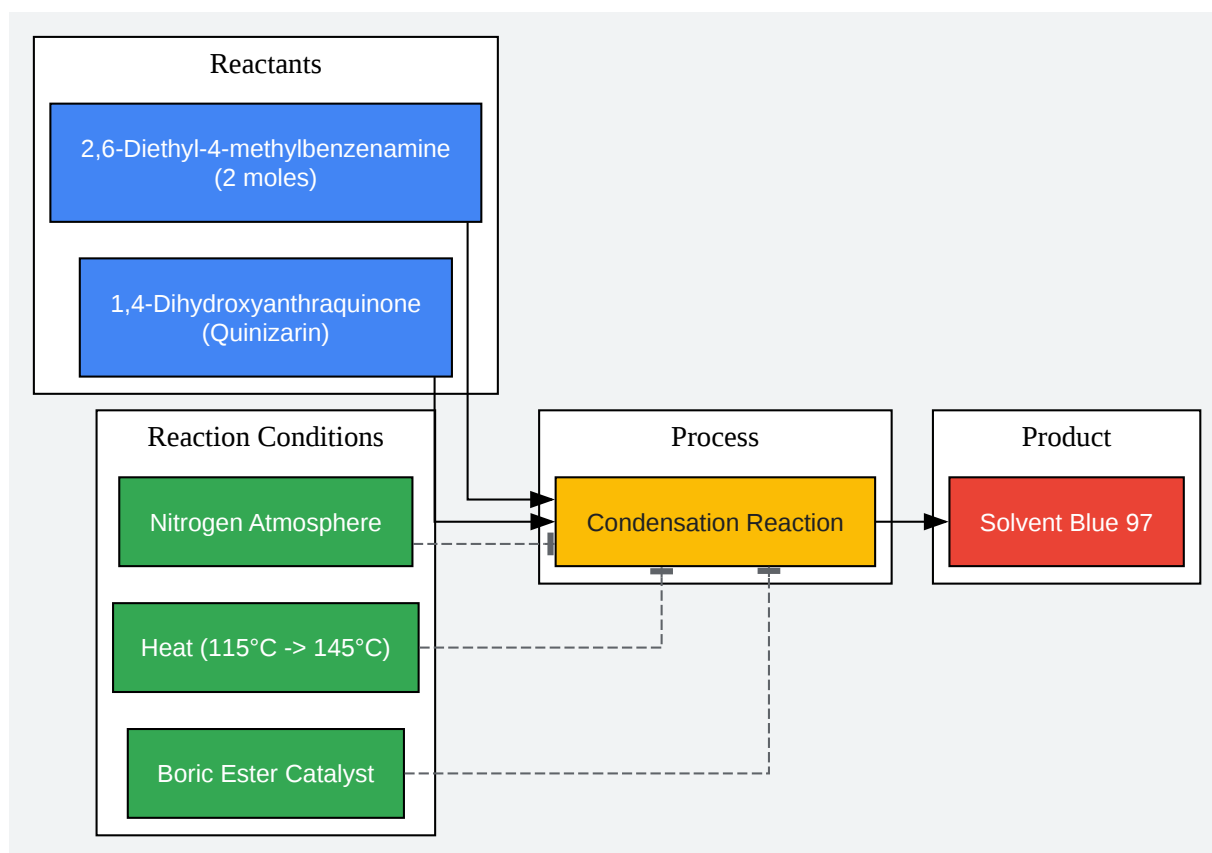 Reactants
2,6-Diethyl-4-methylbenzenamine
(2 moles)
1,4-Dihydroxyanthraquinone
(Quinizarin)
Reaction Conditions
Nitrogen Atmosphere
Heat (115°C -> 145°C)
Boric Ester Catalyst
Process
Condensation Reaction
Product
Solvent Blue 97